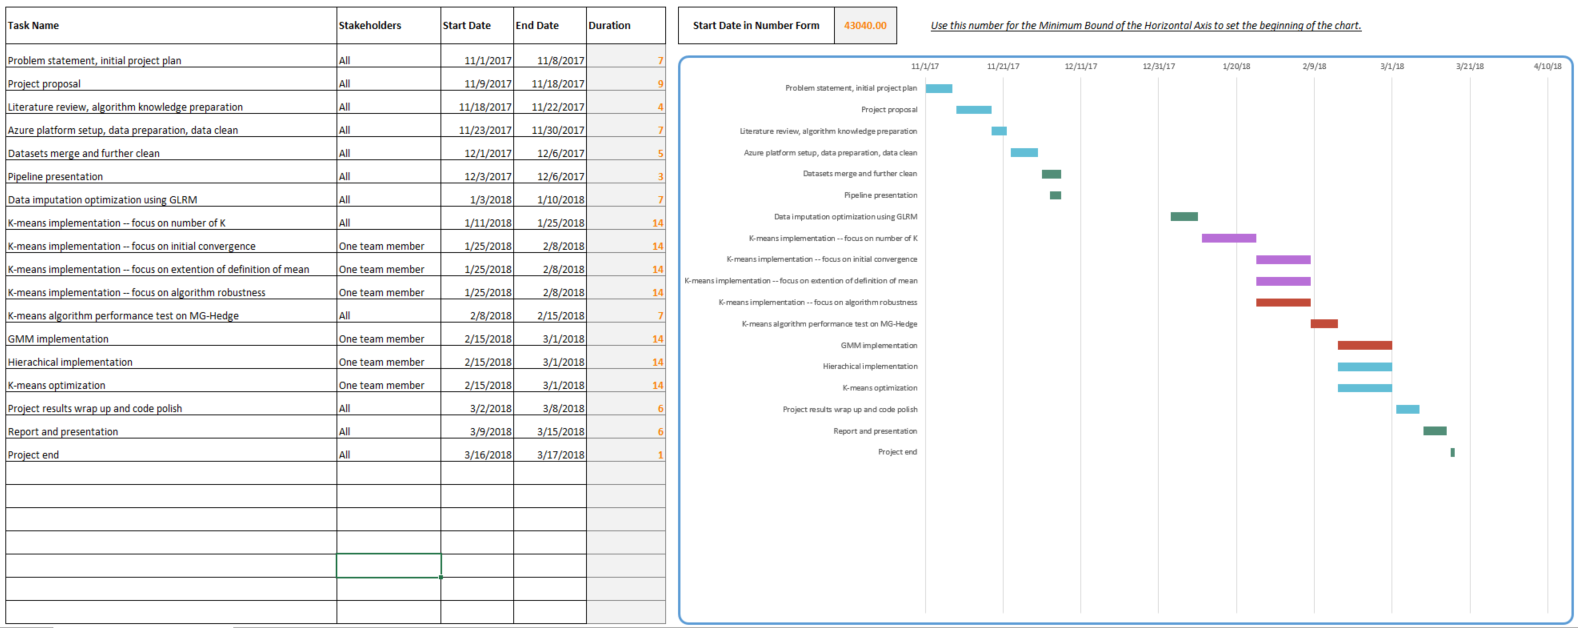 Task Name Stakeholders Start Date End Date Duration
Problem statement, initial project plan All 11/1/2017 11/8/2017 7
Project proposal All 11/9/2017 11/18/2017 9
Literature review, algorithm knowledge preparation All 11/18/2017 11/22/2017 4
Azure platform setup, data preparation, data clean All 11/23/2017 11/30/2017 7
Datasets merge and further clean All 12/1/2017 12/6/2017 5
Pipeline presentation All 12/3/2017 12/6/2017 3
Data imputation optimization using GLRM All 1/3/2018 1/10/2018 7
K-means implementation -- focus on number of K All 1/11/2018 1/25/2018 14
K-means implementation -- focus on initial convergence One team member 1/25/2018 2/8/2018 14
K-means implementation -- focus on extention of definition of mean One team member 1/25/2018 2/8/2018 14
K-means implementation -- focus on algorithm robustness One team member 1/25/2018 2/8/2018 14
K-means algorithm performance test on MG-Hedge All 2/8/2018 2/15/2018 7
GMM implementation One team member 2/15/2018 3/1/2018 14
Hierachical implementation One team member 2/15/2018 3/1/2018 14
K-means optimization One team member 2/15/2018 3/1/2018 14
Project results wrap up and code polish All 3/2/2018 3/8/2018 6
Report and presentation All 3/9/2018 3/15/2018 6
Project end All 3/16/2018 3/17/2018 1
Start Date in Number Form 43040.00 Use this number for the Minimum Bound of the Horizontal Axis to set the beginning of the chart.
11/1/17 11/21/17 12/11/17 12/31/17 1/20/18 2/9/18 3/1/18 3/21/18 4/10/18
Problem statement, initial project plan
Project proposal
Literature review, algorithm knowledge preparation
Azure platform setup, data preparation, data clean
Datasets merge and further clean
Pipeline presentation
Data imputation optimization using GLRM
K-means implementation -- focus on number of K
K-means implementation -- focus on initial convergence
K-means implementation -- focus on extention of definition of mean
K-means implementation -- focus on algorithm robustness
K-means algorithm performance test on MG-Hedge
GMM implementation
Hierachical implementation
K-means optimization
Project results wrap up and code polish
Report and presentation
Project end